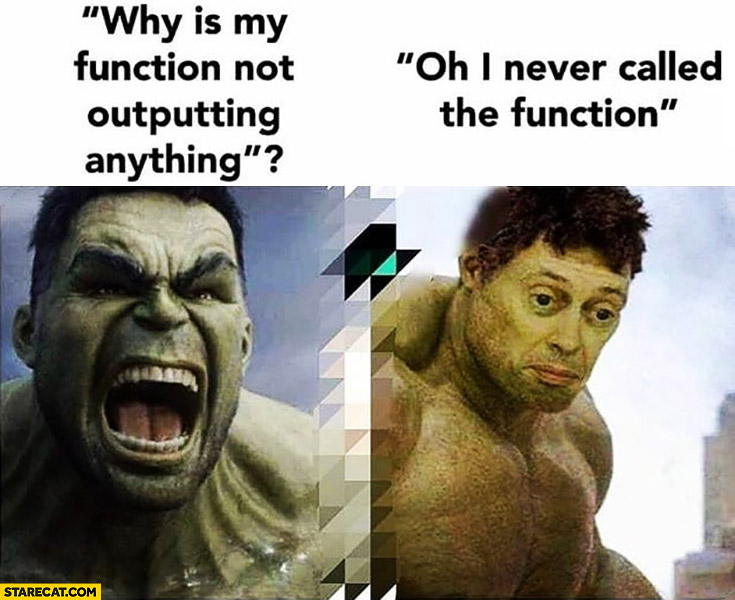 “Why is my
function not
outputting
anything”?
“Oh I never called
the function”
STARECAT.COM